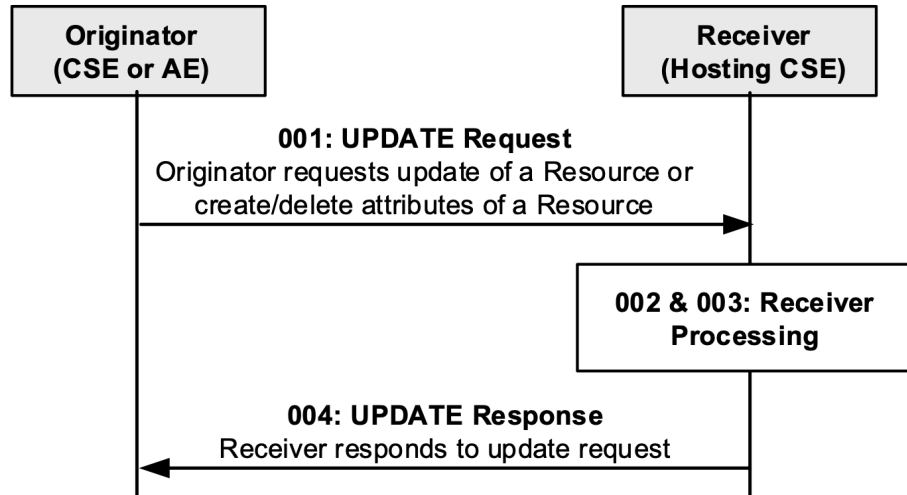 Originator
(CSE or AE)
Receiver
(Hosting CSE)
001: UPDATE Request
Originator requests update of a Resource or
create/delete attributes of a Resource
002 & 003: Receiver
Processing
004: UPDATE Response
Receiver responds to update request